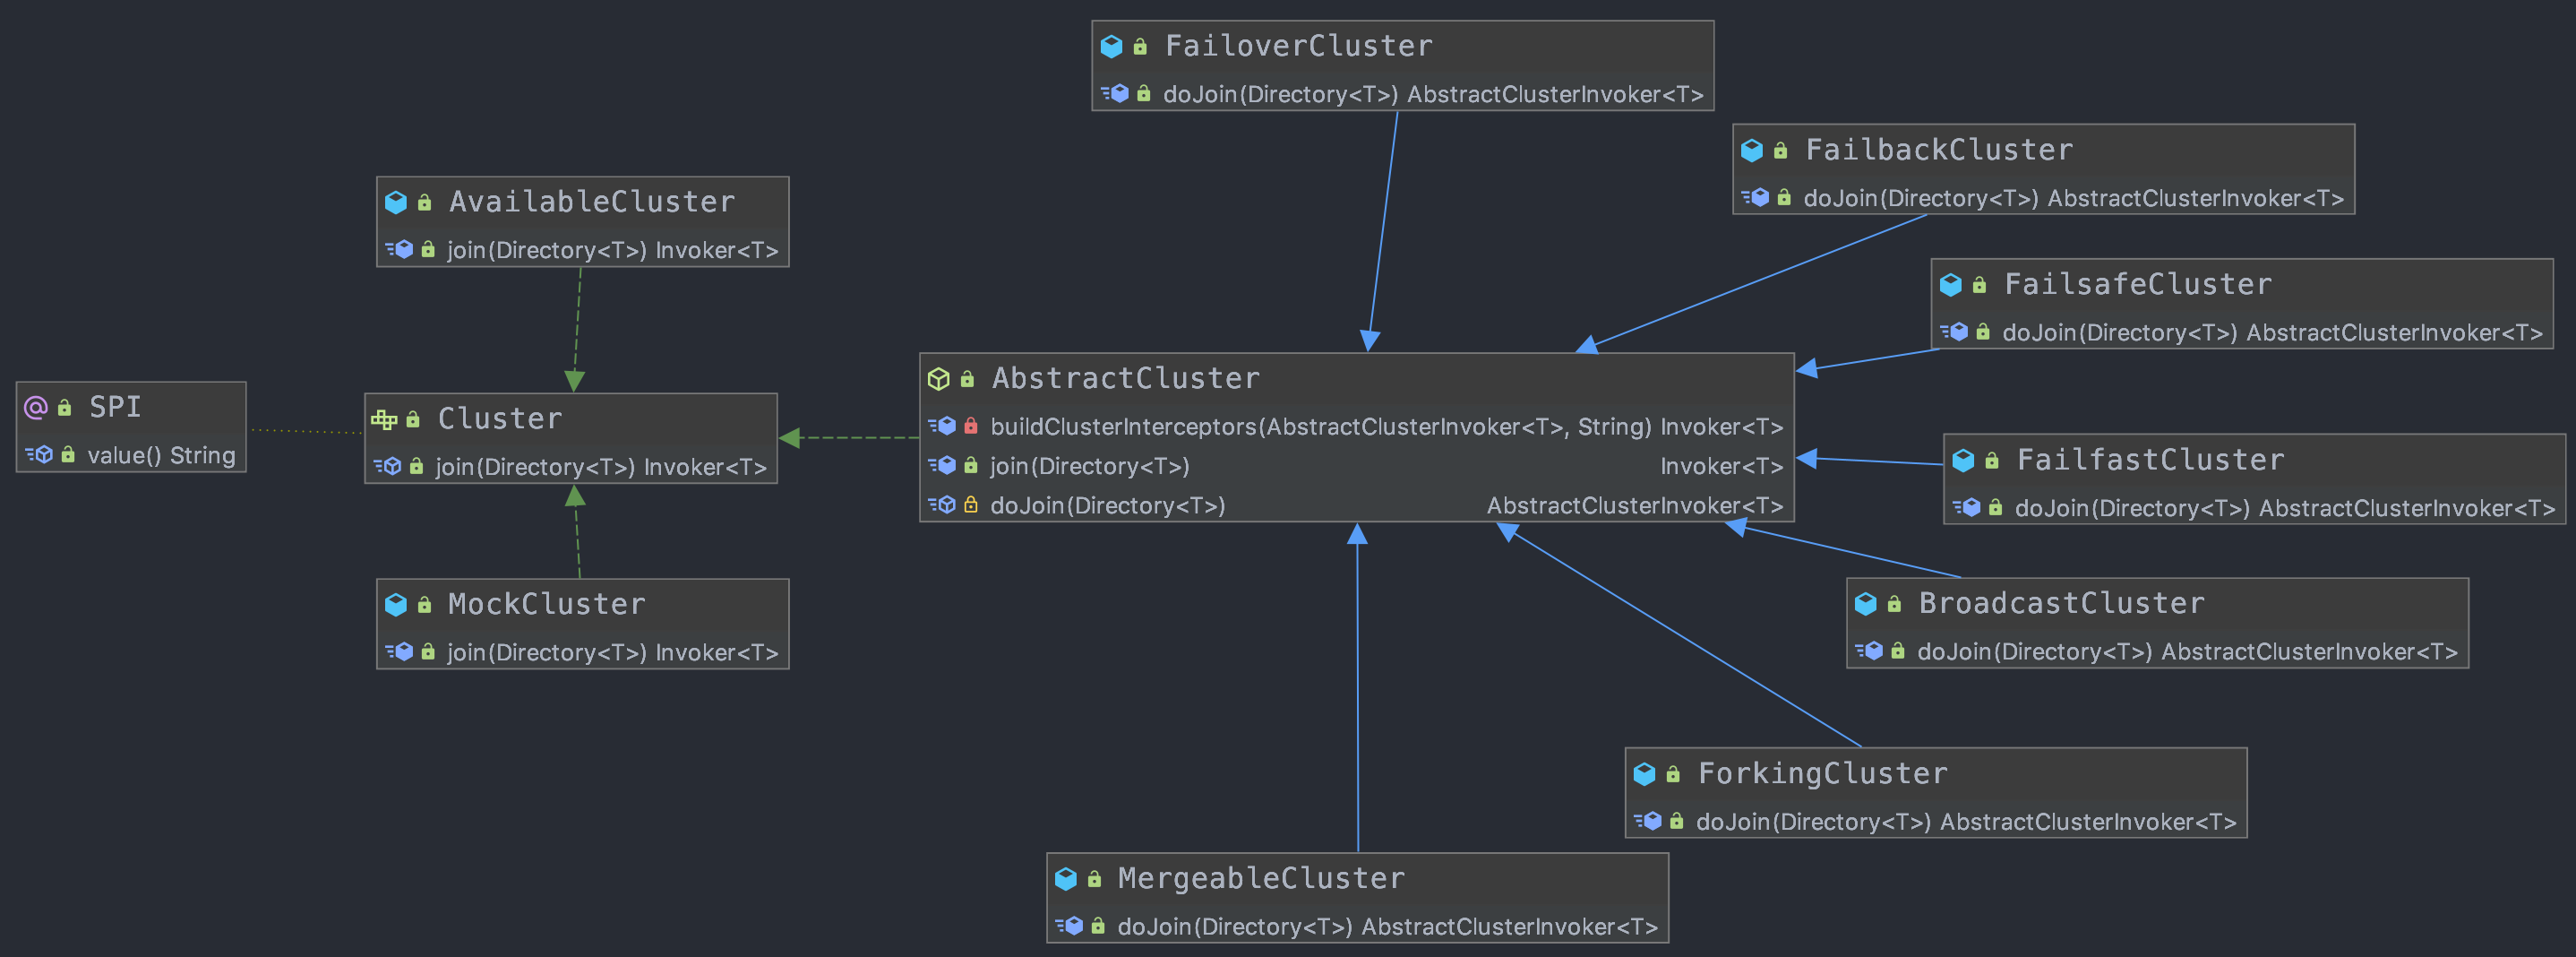 FailoverCluster
doJoin(Directory<T>) AbstractClusterInvoker<T>
FailbackCluster
doJoin(Directory<T>) AbstractClusterInvoker<T>
AvailableCluster
join(Directory<T>) Invoker<T>
FailsafeCluster
doJoin(Directory<T>) AbstractClusterInvoker<T>
SPI
value() String
Cluster
join(Directory<T>) Invoker<T>
AbstractCluster
buildClusterInterceptors(AbstractClusterInvoker<T>, String) Invoker<T>
join(Directory<T>) Invoker<T>
doJoin(Directory<T>) AbstractClusterInvoker<T>
FailfastCluster
doJoin(Directory<T>) AbstractClusterInvoker<T>
MockCluster
join(Directory<T>) Invoker<T>
BroadcastCluster
doJoin(Directory<T>) AbstractClusterInvoker<T>
ForkingCluster
doJoin(Directory<T>) AbstractClusterInvoker<T>
MergeableCluster
doJoin(Directory<T>) AbstractClusterInvoker<T>